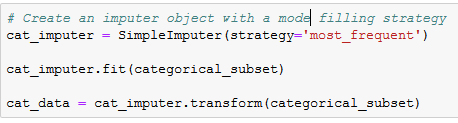 # Create an imputer object with a mode filling strategy
cat_imputer = SimpleImputer(strategy='most_frequent')
cat_imputer.fit(categorical_subset)
cat_data = cat_imputer.transform(categorical_subset)